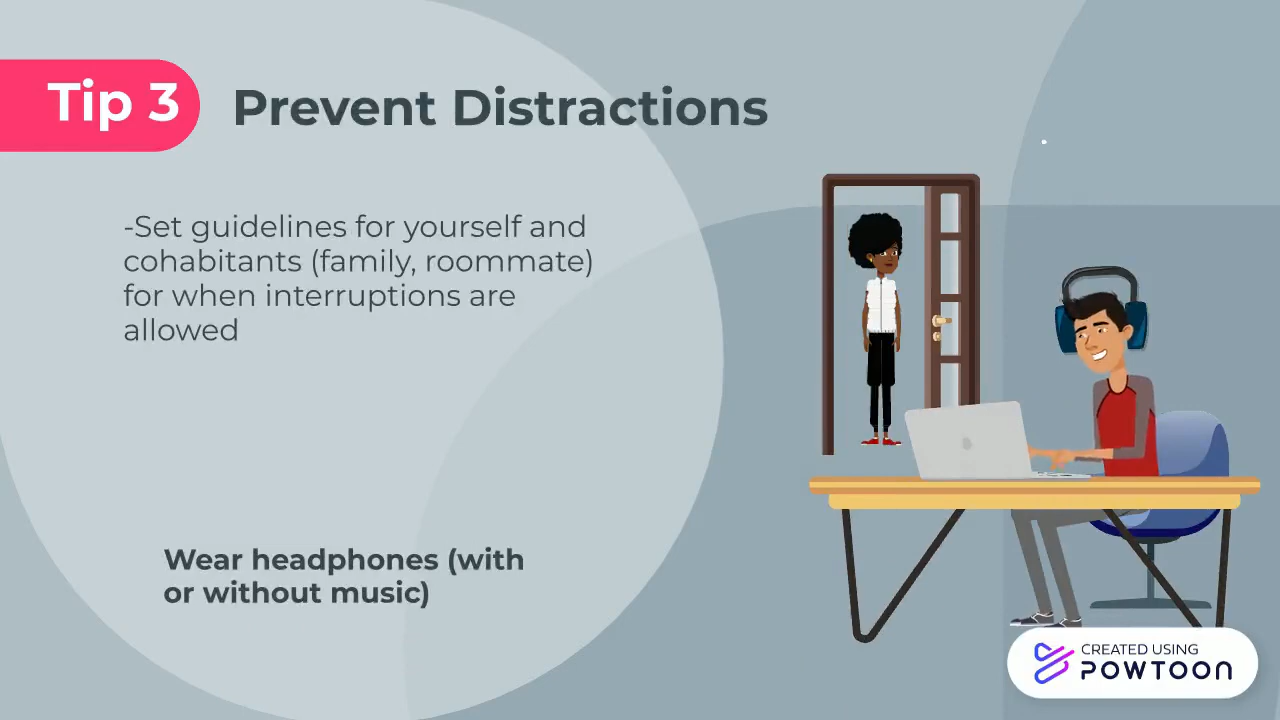 Tip 3
Prevent Distractions
-Set guidelines for yourself and
cohabitants (family, roommate)
for when interruptions are
allowed
Wear headphones (with
or without music)
CREATED USING
POWTOON